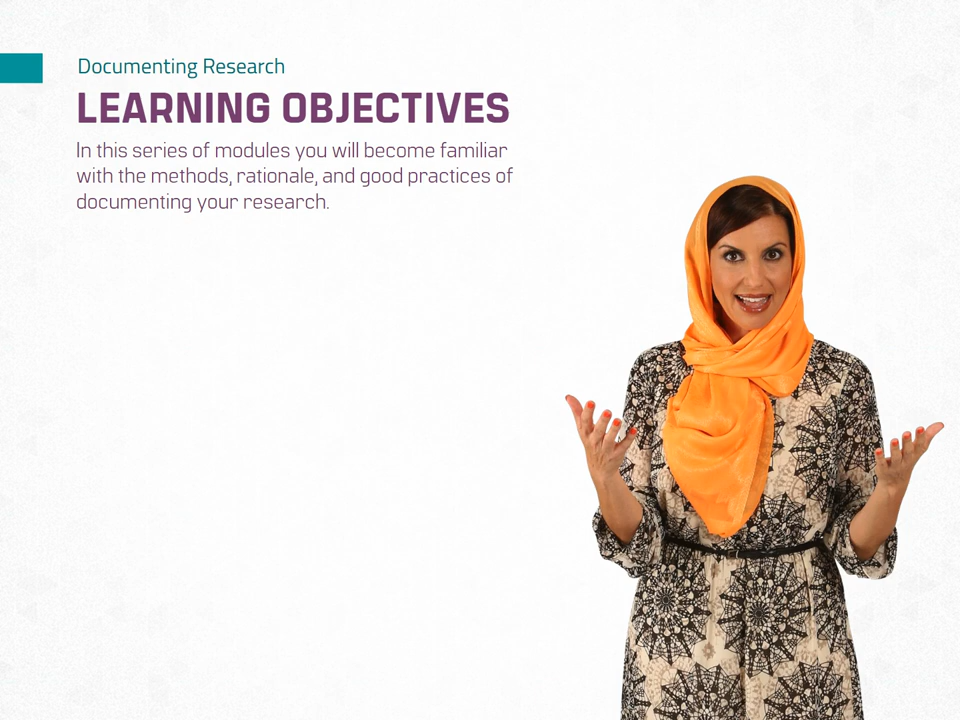 Documenting Research
LEARNING OBJECTIVES
In this series of modules you will become familiar
with the methods, rationale, and good practices of
documenting your research.